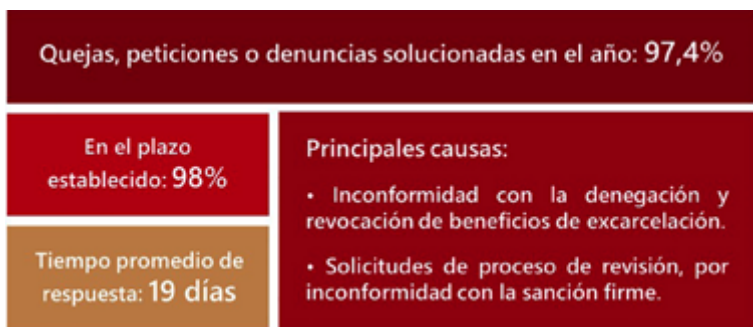 Quejas, peticiones o denuncias solucionadas en el año: 97,4%
En el plazo
establecido: 98%
Tiempo promedio de
respuesta: 19 días
Principales causas:
• Inconformidad con la denegación y
revocación de beneficios de excarcelación.
• Solicitudes de proceso de revisión, por
inconformidad con la sanción firme.